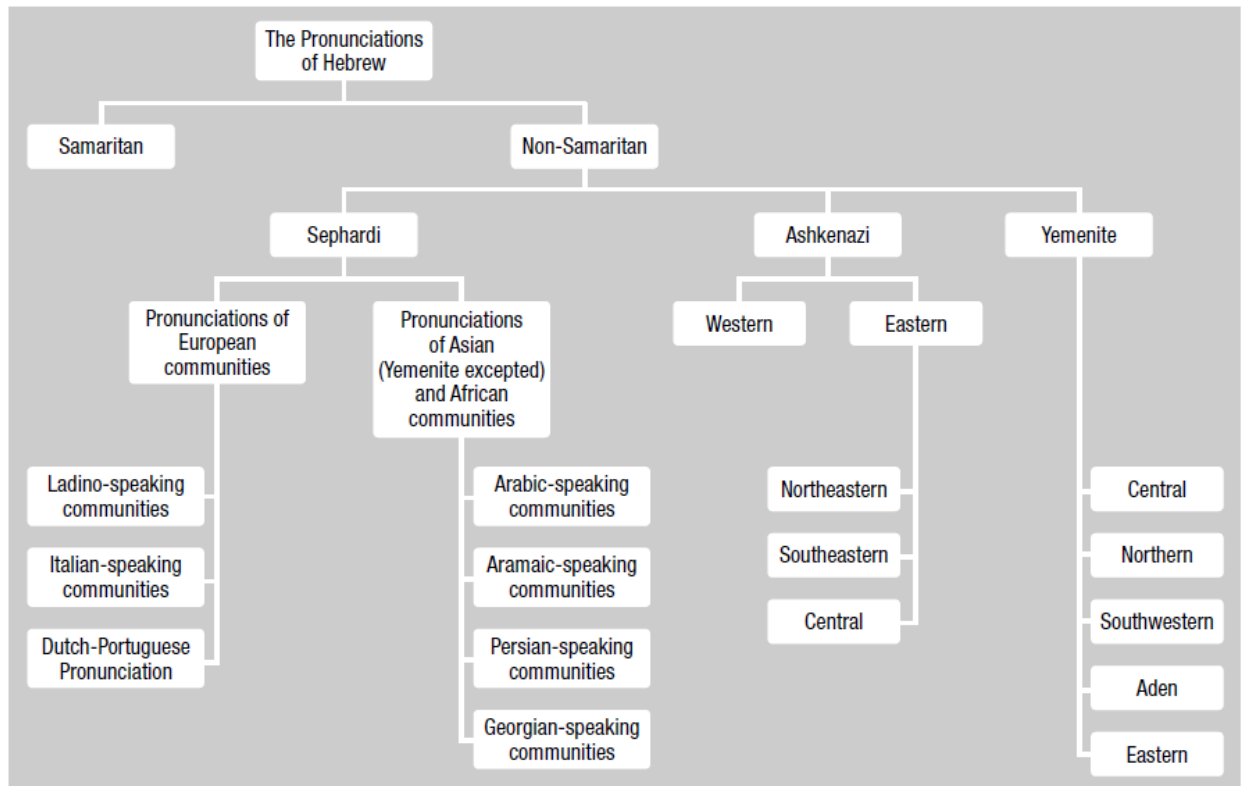 The Pronunciations
of Hebrew
Samaritan
Non-Samaritan
Sephardi
Ashkenazi
Yemenite
Pronunciations of
European
communities
Pronunciations
of Asian
(Yemenite excepted)
and African
communities
Western
Eastern
Ladino-speaking
communities
Italian-speaking
communities
Dutch-Portuguese
Pronunciation
Arabic-speaking
communities
Aramaic-speaking
communities
Persian-speaking
communities
Georgian-speaking
communities
Northeastern
Southeastern
Central
Central
Northern
Southwestern
Aden
Eastern